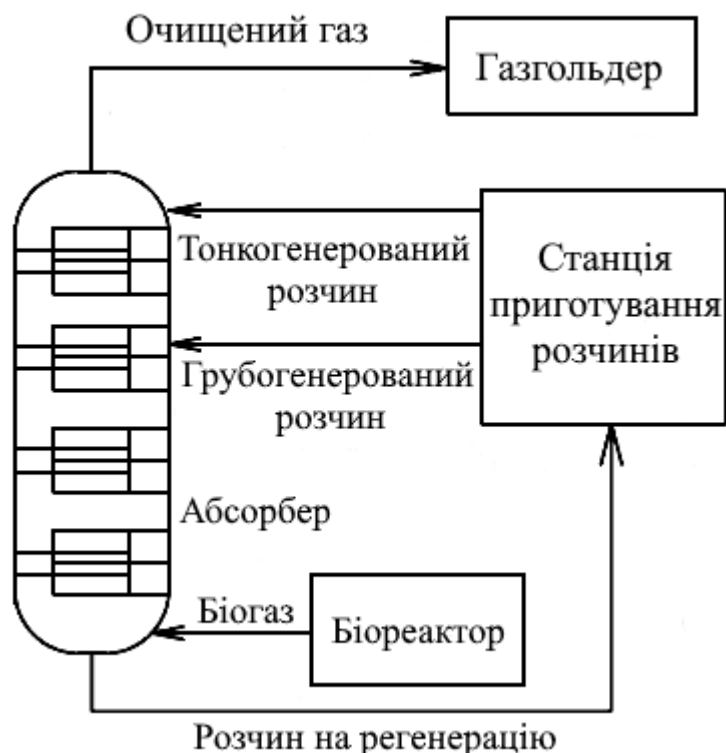 Очищений газ
Газгольдер
Тонкогенерований
розчин
Станція
приготування
розчинів
Грубогенерований
розчин
Абсорбер
Біогаз
Біореактор
Розчин на регенерацію